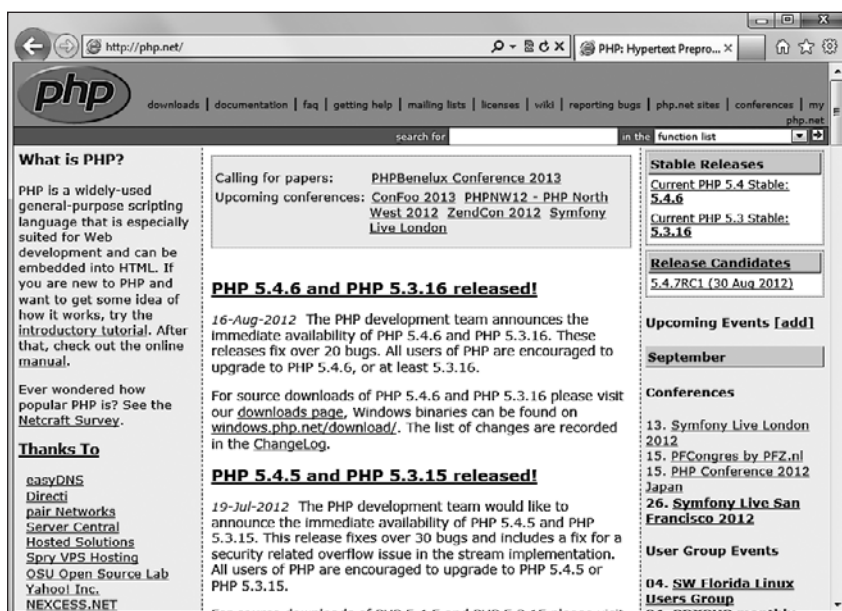 http://php.net/
PHP: Hypertext Prepro...
php
downloads | documentation | faq | getting help | mailing lists | licenses | wiki | reporting bugs | php.net sites | conferences | my
php.net
search for
in the
function list
What is PHP?
PHP is a widely-used
general-purpose scripting
language that is especially
suited for Web
development and can be
embedded into HTML. If
you are new to PHP and
want to get some idea of
how it works, try the
introductory tutorial. After
that, check out the online
manual.
Ever wondered how
popular PHP is? See the
Netcraft Survey.
Thanks To
easyDNS
Directi
pair Networks
Server Central
Hosted Solutions
Spry VPS Hosting
OSU Open Source Lab
Yahoo! Inc.
NEXCESS.NET
Calling for papers: PHPBenelux Conference 2013
Upcoming conferences: ConFoo 2013 PHPNW12 - PHP North
West 2012 ZendCon 2012 Symfony
Live London
PHP 5.4.6 and PHP 5.3.16 released!
16-Aug-2012 The PHP development team announces the
immediate availability of PHP 5.4.6 and PHP 5.3.16. These
releases fix over 20 bugs. All users of PHP are encouraged to
upgrade to PHP 5.4.6, or at least 5.3.16.
For source downloads of PHP 5.4.6 and PHP 5.3.16 please visit
our downloads page, Windows binaries can be found on
windows.php.net/download/. The list of changes are recorded
in the ChangeLog.
PHP 5.4.5 and PHP 5.3.15 released!
19-Jul-2012 The PHP development team would like to
announce the immediate availability of PHP 5.4.5 and PHP
5.3.15. This release fixes over 30 bugs and includes a fix for a
security related overflow issue in the stream implementation.
All users of PHP are encouraged to upgrade to PHP 5.4.5 or
PHP 5.3.15.
Stable Releases
Current PHP 5.4 Stable:
5.4.6
Current PHP 5.3 Stable:
5.3.16
Release Candidates
5.4.7RC1 (30 Aug 2012)
Upcoming Events [add]
September
Conferences
13. Symfony Live London
2012
15. PFCongres by PFZ.nl
15. PHP Conference 2012
Japan
26. Symfony Live San
Francisco 2012
User Group Events
04. SW Florida Linux
Users Group